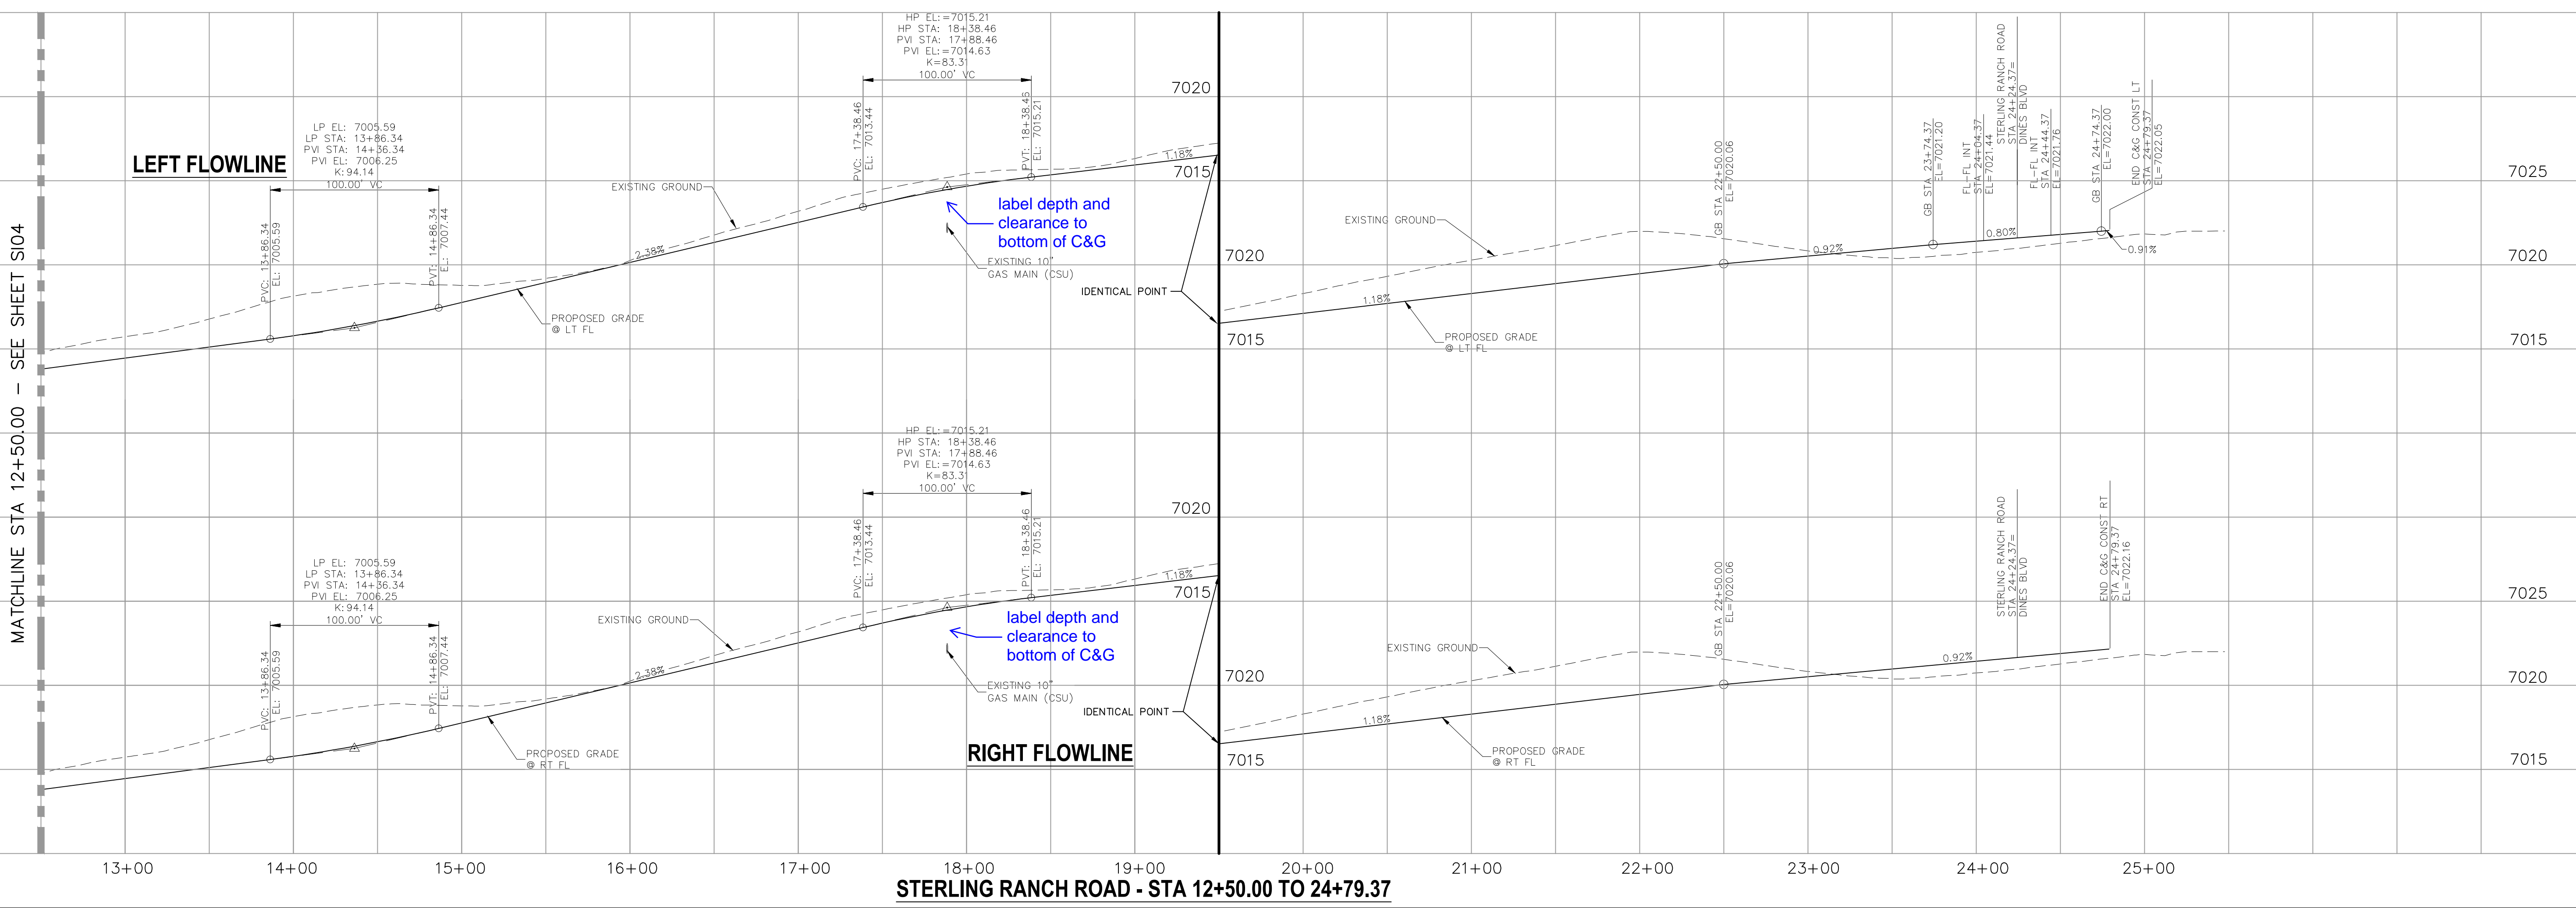 MATCHLINE STA 12+50.00 - SEE SHEET SI04
LEFT FLOWLINE
LP EL: 7005.59
LP STA: 13+86.34
PVI STA: 14+36.34
PVI EL: 7006.25
K:94.14
100.00' VC
PVC: 13+86.34
EL: 7005.59
PVT: 14+86.34
EL: 7007.44
PROPOSED GRADE
@ LT FL
2.38%
EXISTING GROUND
HP EL:=7015.21
HP STA: 18+38.46
PVI STA: 17+88.46
PVI EL:=7014.63
K=83.31
100.00' VC
PVC: 17+38.46
EL: 7013.44
PVT: 18+38.46
EL: 7015.21
label depth and
clearance to
bottom of C&G
EXISTING 10"
GAS MAIN (CSU)
1.18%
7020
7015
IDENTICAL POINT
7020
7015
EXISTING GROUND
1.18%
PROPOSED GRADE
@ LT FL
GB STA 22+50.00
EL=7020.06
0.92%
GB STA 23+74.37
EL=7021.20
FL-FL INT
STA 24+04.37
EL=7021.44
STERLING RANCH ROAD
STA 24+24.37=
DINES BLVD
FL-FL INT
STA 24+44.37
EL=7021.76
0.80%
GB STA 24+74.37
EL=7022.00
END C&G CONST LT
STA 24+79.37
EL=7022.05
0.91%
7025
7020
7015
LP EL: 7005.59
LP STA: 13+86.34
PVI STA: 14+36.34
PVI EL: 7006.25
K:94.14
100.00' VC
PVC: 13+86.34
EL: 7005.59
PVT: 14+86.34
EL: 7007.44
PROPOSED GRADE
@ RT FL
2.38%
EXISTING GROUND
HP EL:=7015.21
HP STA: 18+38.46
PVI STA: 17+88.46
PVI EL:=7014.63
K=83.31
100.00' VC
PVC: 17+38.46
EL: 7013.44
PVT: 18+38.46
EL: 7015.21
label depth and
clearance to
bottom of C&G
EXISTING 10"
GAS MAIN (CSU)
1.18%
7020
7015
IDENTICAL POINT
RIGHT FLOWLINE
7020
7015
EXISTING GROUND
1.18%
PROPOSED GRADE
@ RT FL
GB STA 22+50.00
EL=7020.06
0.92%
STERLING RANCH ROAD
STA 24+24.37=
DINES BLVD
END C&G CONST RT
STA 24+79.37
EL=7022.16
7025
7020
7015
13+00 14+00 15+00 16+00 17+00 18+00 19+00 20+00 21+00 22+00 23+00 24+00 25+00
STERLING RANCH ROAD - STA 12+50.00 TO 24+79.37